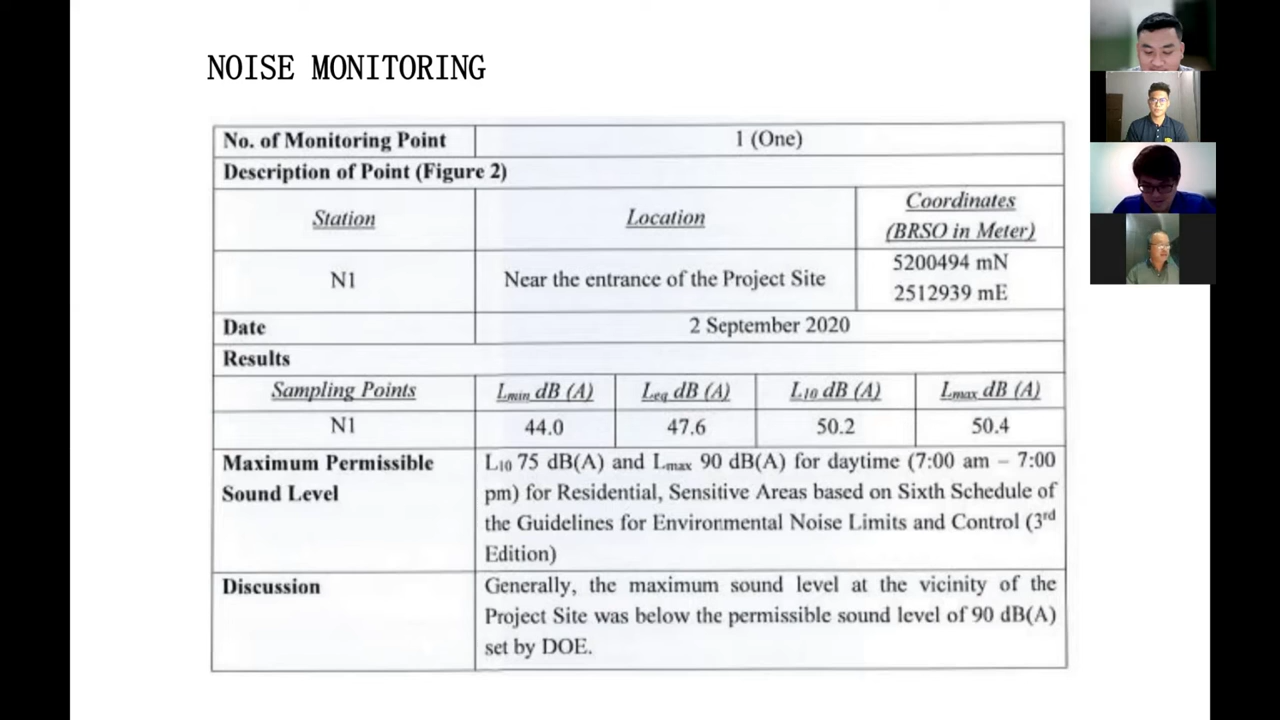 NOISE MONITORING
No. of Monitoring Point 1 (One)
Description of Point (Figure 2)
Station Location Coordinates (BRSO in Meter)
N1 Near the entrance of the Project Site 5200494 mN 2512939 mE
Date 2 September 2020
Results
Sampling Points Lmin dB (A) Leq dB (A) L10 dB (A) Lmax dB (A)
N1 44.0 47.6 50.2 50.4
Maximum Permissible Sound Level
L10 75 dB(A) and Lmax 90 dB(A) for daytime (7:00 am – 7:00
pm) for Residential, Sensitive Areas based on Sixth Schedule of
the Guidelines for Environmental Noise Limits and Control (3rd
Edition)
Discussion
Generally, the maximum sound level at the vicinity of the
Project Site was below the permissible sound level of 90 dB(A)
set by DOE.